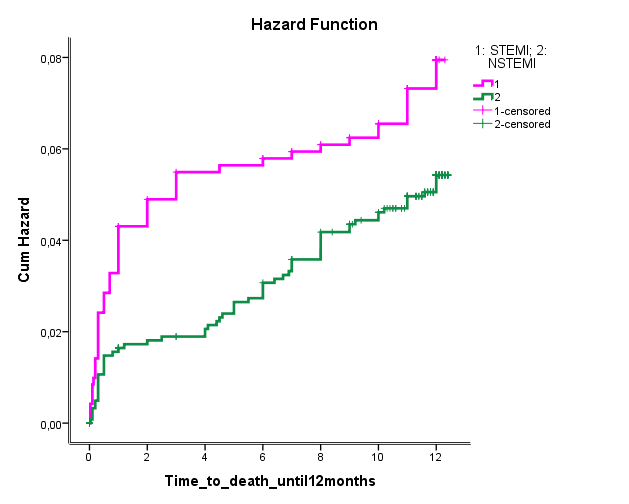 Hazard Function
1: STEMI; 2:
NSTEMI
1
2
1-censored
2-censored
Cum Hazard
0,08
0,06
0,04
0,02
0,00
0 2 4 6 8 10 12
Time_to_death_until12months